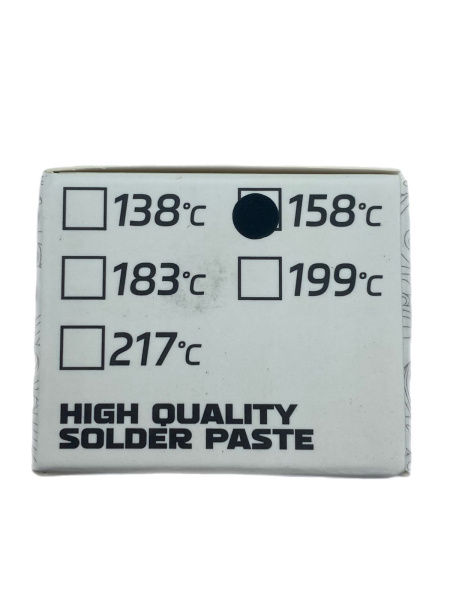 138°C 158°C
183°C 199°C
217°C
HIGH QUALITY
SOLDER PASTE